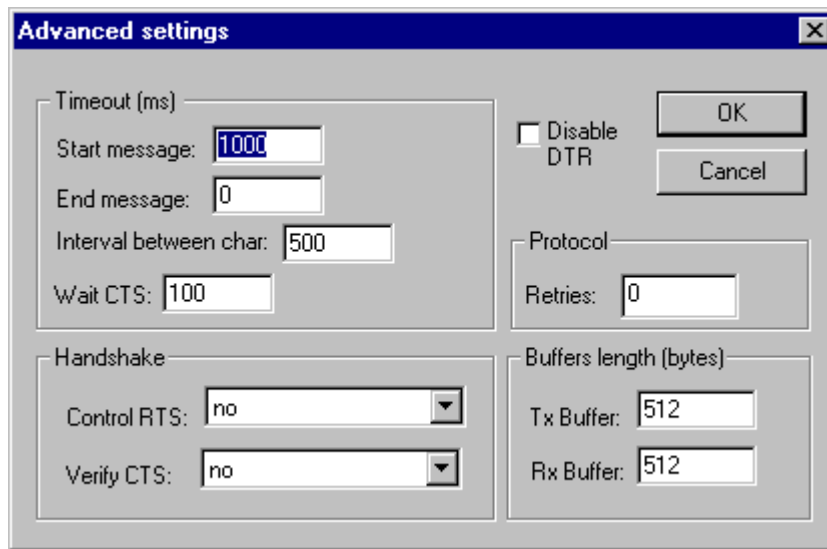 Advanced settings
Timeout (ms)
Start message: 1000
End message: 0
Interval between char: 500
Wait CTS: 100
Disable
DTR
OK
Cancel
Protocol
Retries: 0
Handshake
Control RTS: no
Verify CTS: no
Buffers length (bytes)
Tx Buffer: 512
Rx Buffer: 512